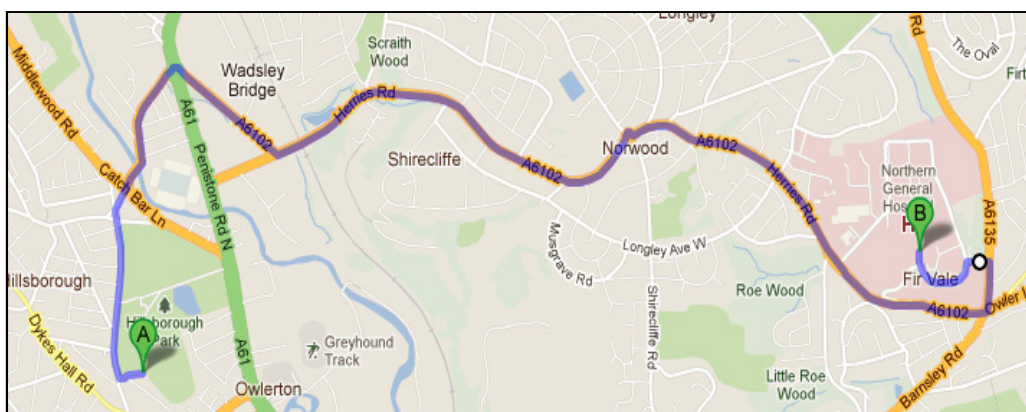 Longley
Rd
The Oval
Scraith
Wood
Middlewood Rd
Wadsley
Bridge
A61
A6102
Herries Rd
Shirecliffe
A6102
Norwood
A6102
Herries Rd
Northern
General
Hos
H
B
A6135
Penistone Rd N
Catch Bar Ln
Musgrave Rd
Longley Ave W
Hillsborough
Fir Vale
Roe Wood
A6102
Owler
Shirecliffe Rd
Hillsborough
Park
A
Dykes Hall Rd
A61
Greyhound
Track
Owlerton
Little Roe
Wood
Barnsley Rd